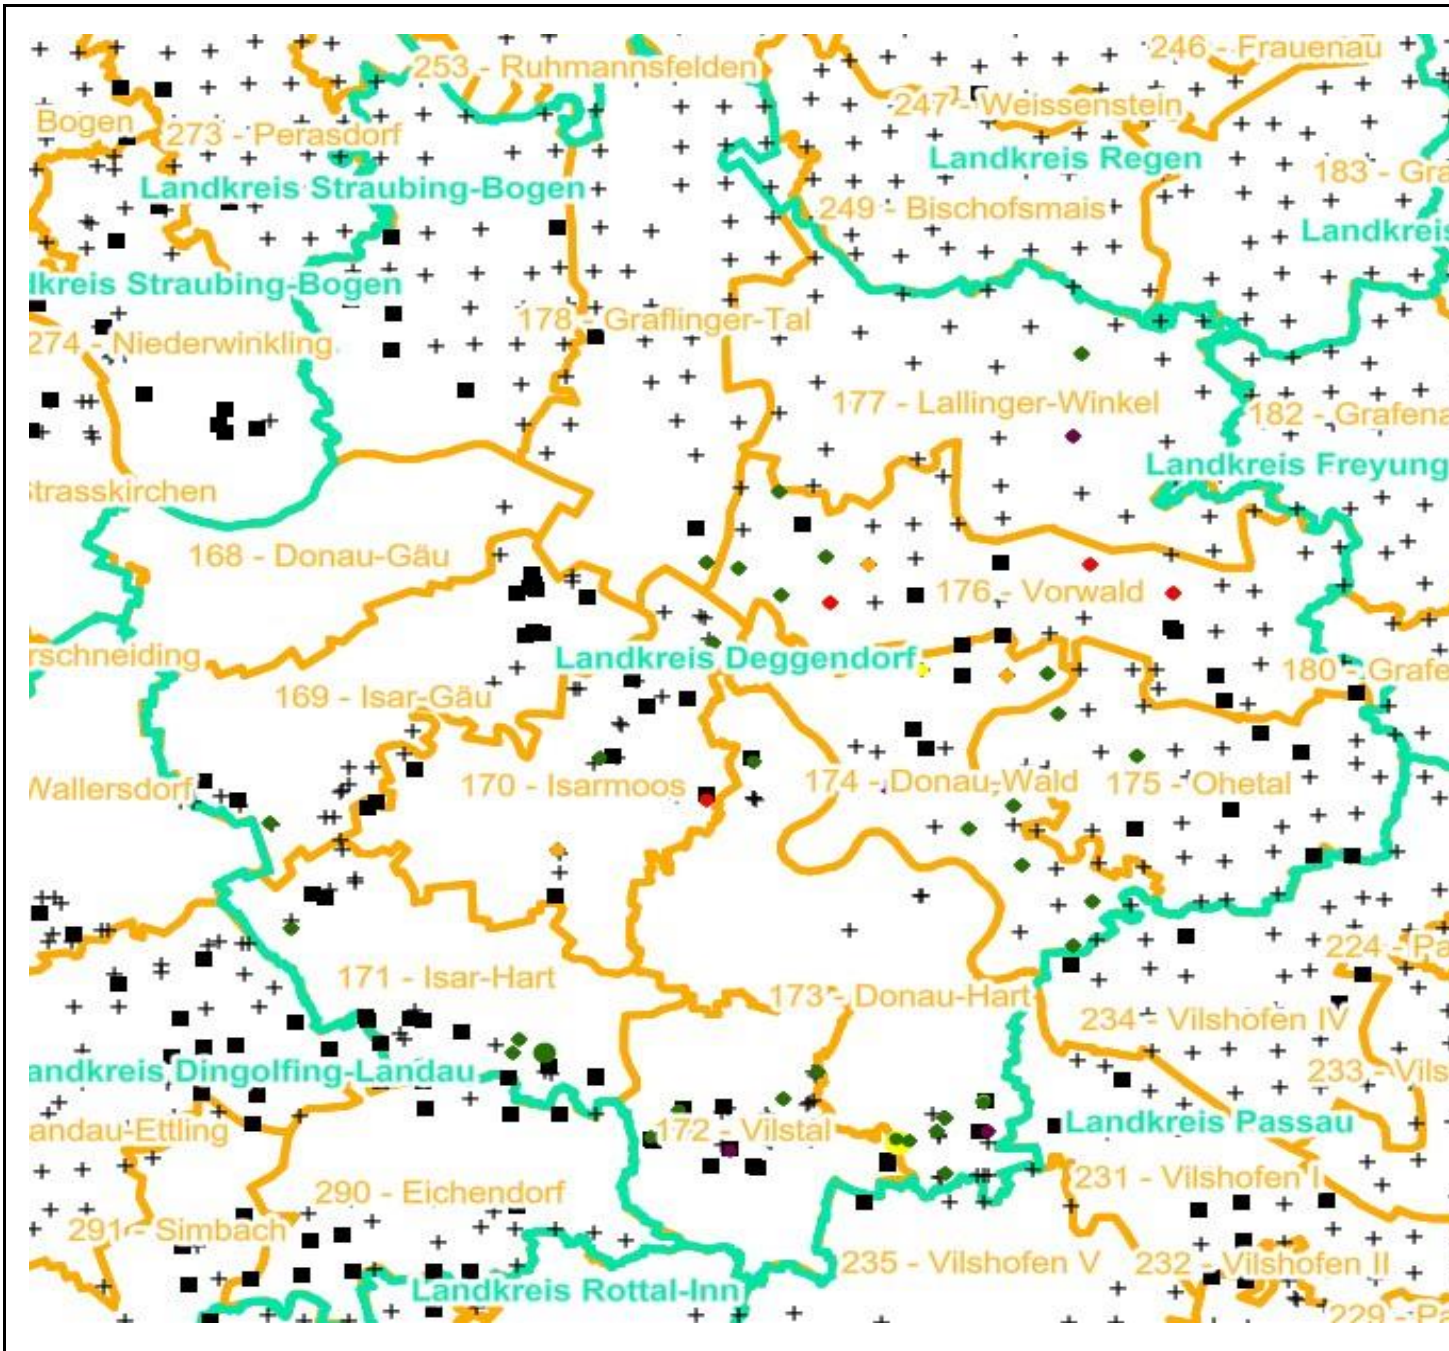 246 - Frauenau
253 - Ruhmannsfelden
247 - Weissenstein
Bogen
273 - Perasdorf
Landkreis Regen
183 - Gra
Landkreis Straubing-Bogen
249 - Bischofsmais
Landkreis
dkreis Straubing-Bogen
178 - Graflinger-Tal
274 - Niederwinkling
177 - Lallinger-Winkel
182 - Grafena
Landkreis Freyung
Strasskirchen
168 - Donau-Gäu
176 - Vorwald
rschneiding
Landkreis Deggendorf
180 - Grafe
169 - Isar-Gäu
Wallersdorf
170 - Isarmoos
174 - Donau-Wald
175 - Ohetal
224 - Pa
171 - Isar-Hart
173 - Donau-Hart
234 - Vilshofen IV
andkreis Dingolfing-Landau
233 - Vils
andau-Ettling
172 - Vilstal
Landkreis Passau
231 - Vilshofen I
290 - Eichendorf
291 - Simbach
235 - Vilshofen V
232 - Vilshofen II
Landkreis Rottal-Inn
229 - Pa